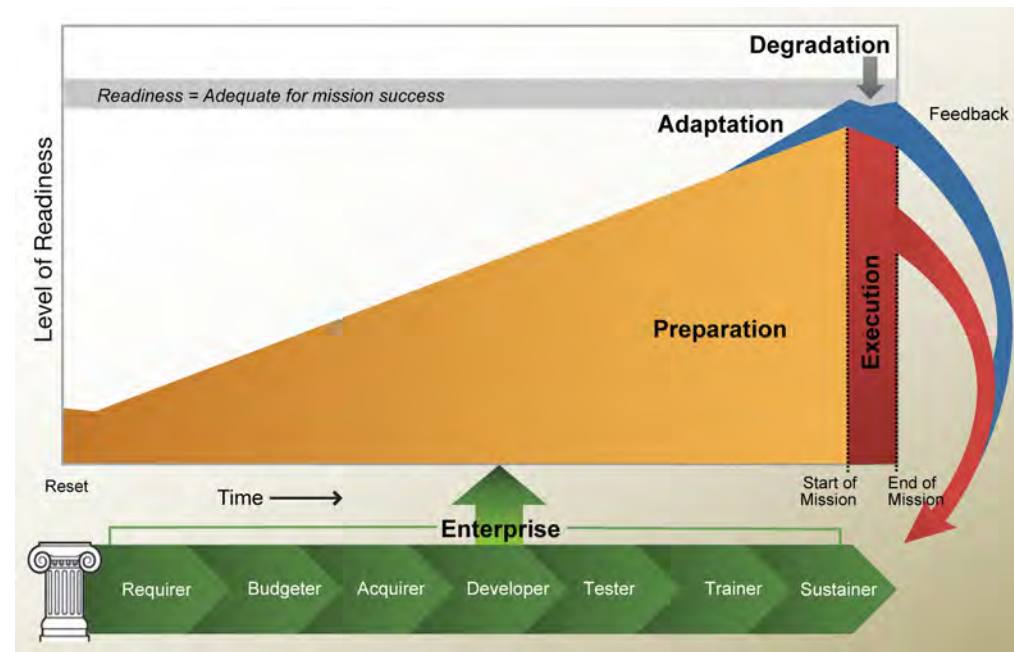 Degradation
Readiness = Adequate for mission success
Feedback
Adaptation
Level of Readiness
Preparation
Execution
Reset
Time
Start of
Mission
End of
Mission
Enterprise
Requirer
Budgeter
Acquirer
Developer
Tester
Trainer
Sustainer